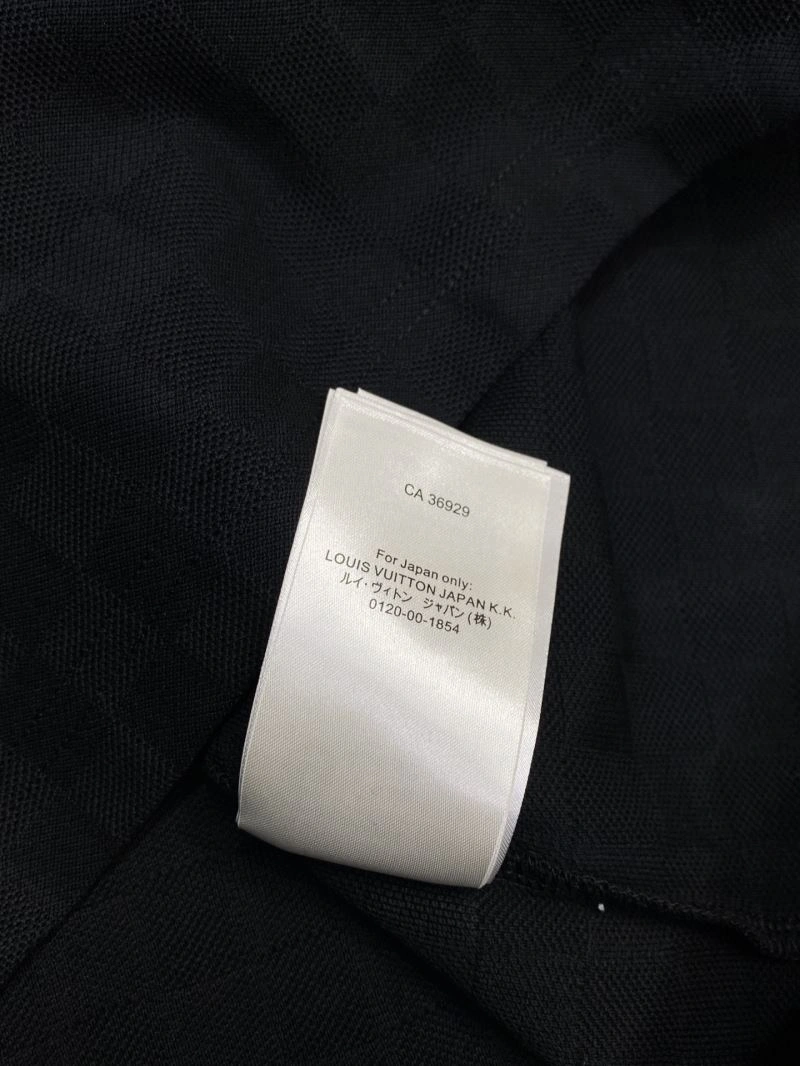 CA 36929
For Japan only:
LOUIS VUITTON JAPAN K.K.
ルイ・ヴィトン ジャパン(株)
0120-00-1854